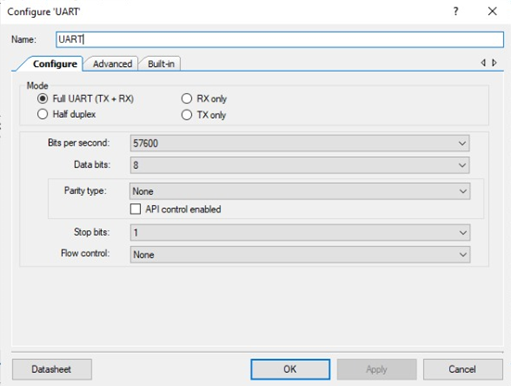 Configure 'UART'
Name: UART
Configure Advanced Built-in
Mode
Full UART (TX + RX) RX only
Half duplex TX only
Bits per second: 57600
Data bits: 8
Parity type: None
API control enabled
Stop bits: 1
Flow control: None
Datasheet OK Apply Cancel